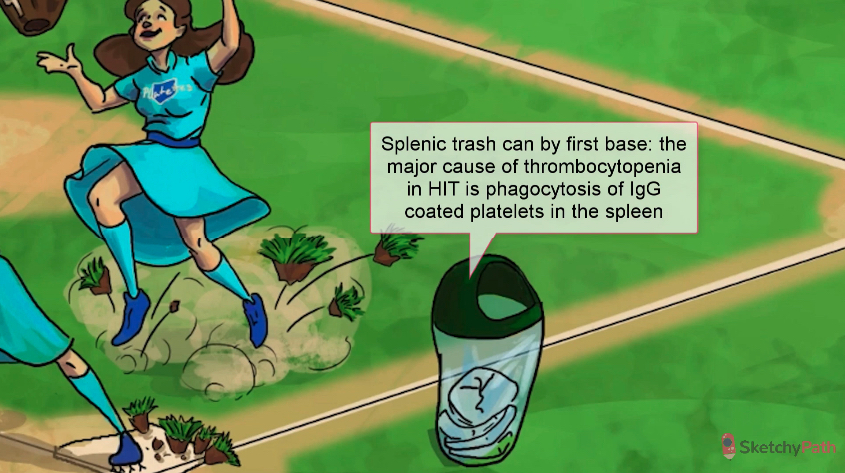 Platelets
Splenic trash can by first base: the
major cause of thrombocytopenia
in HIT is phagocytosis of IgG
coated platelets in the spleen
SketchyPath